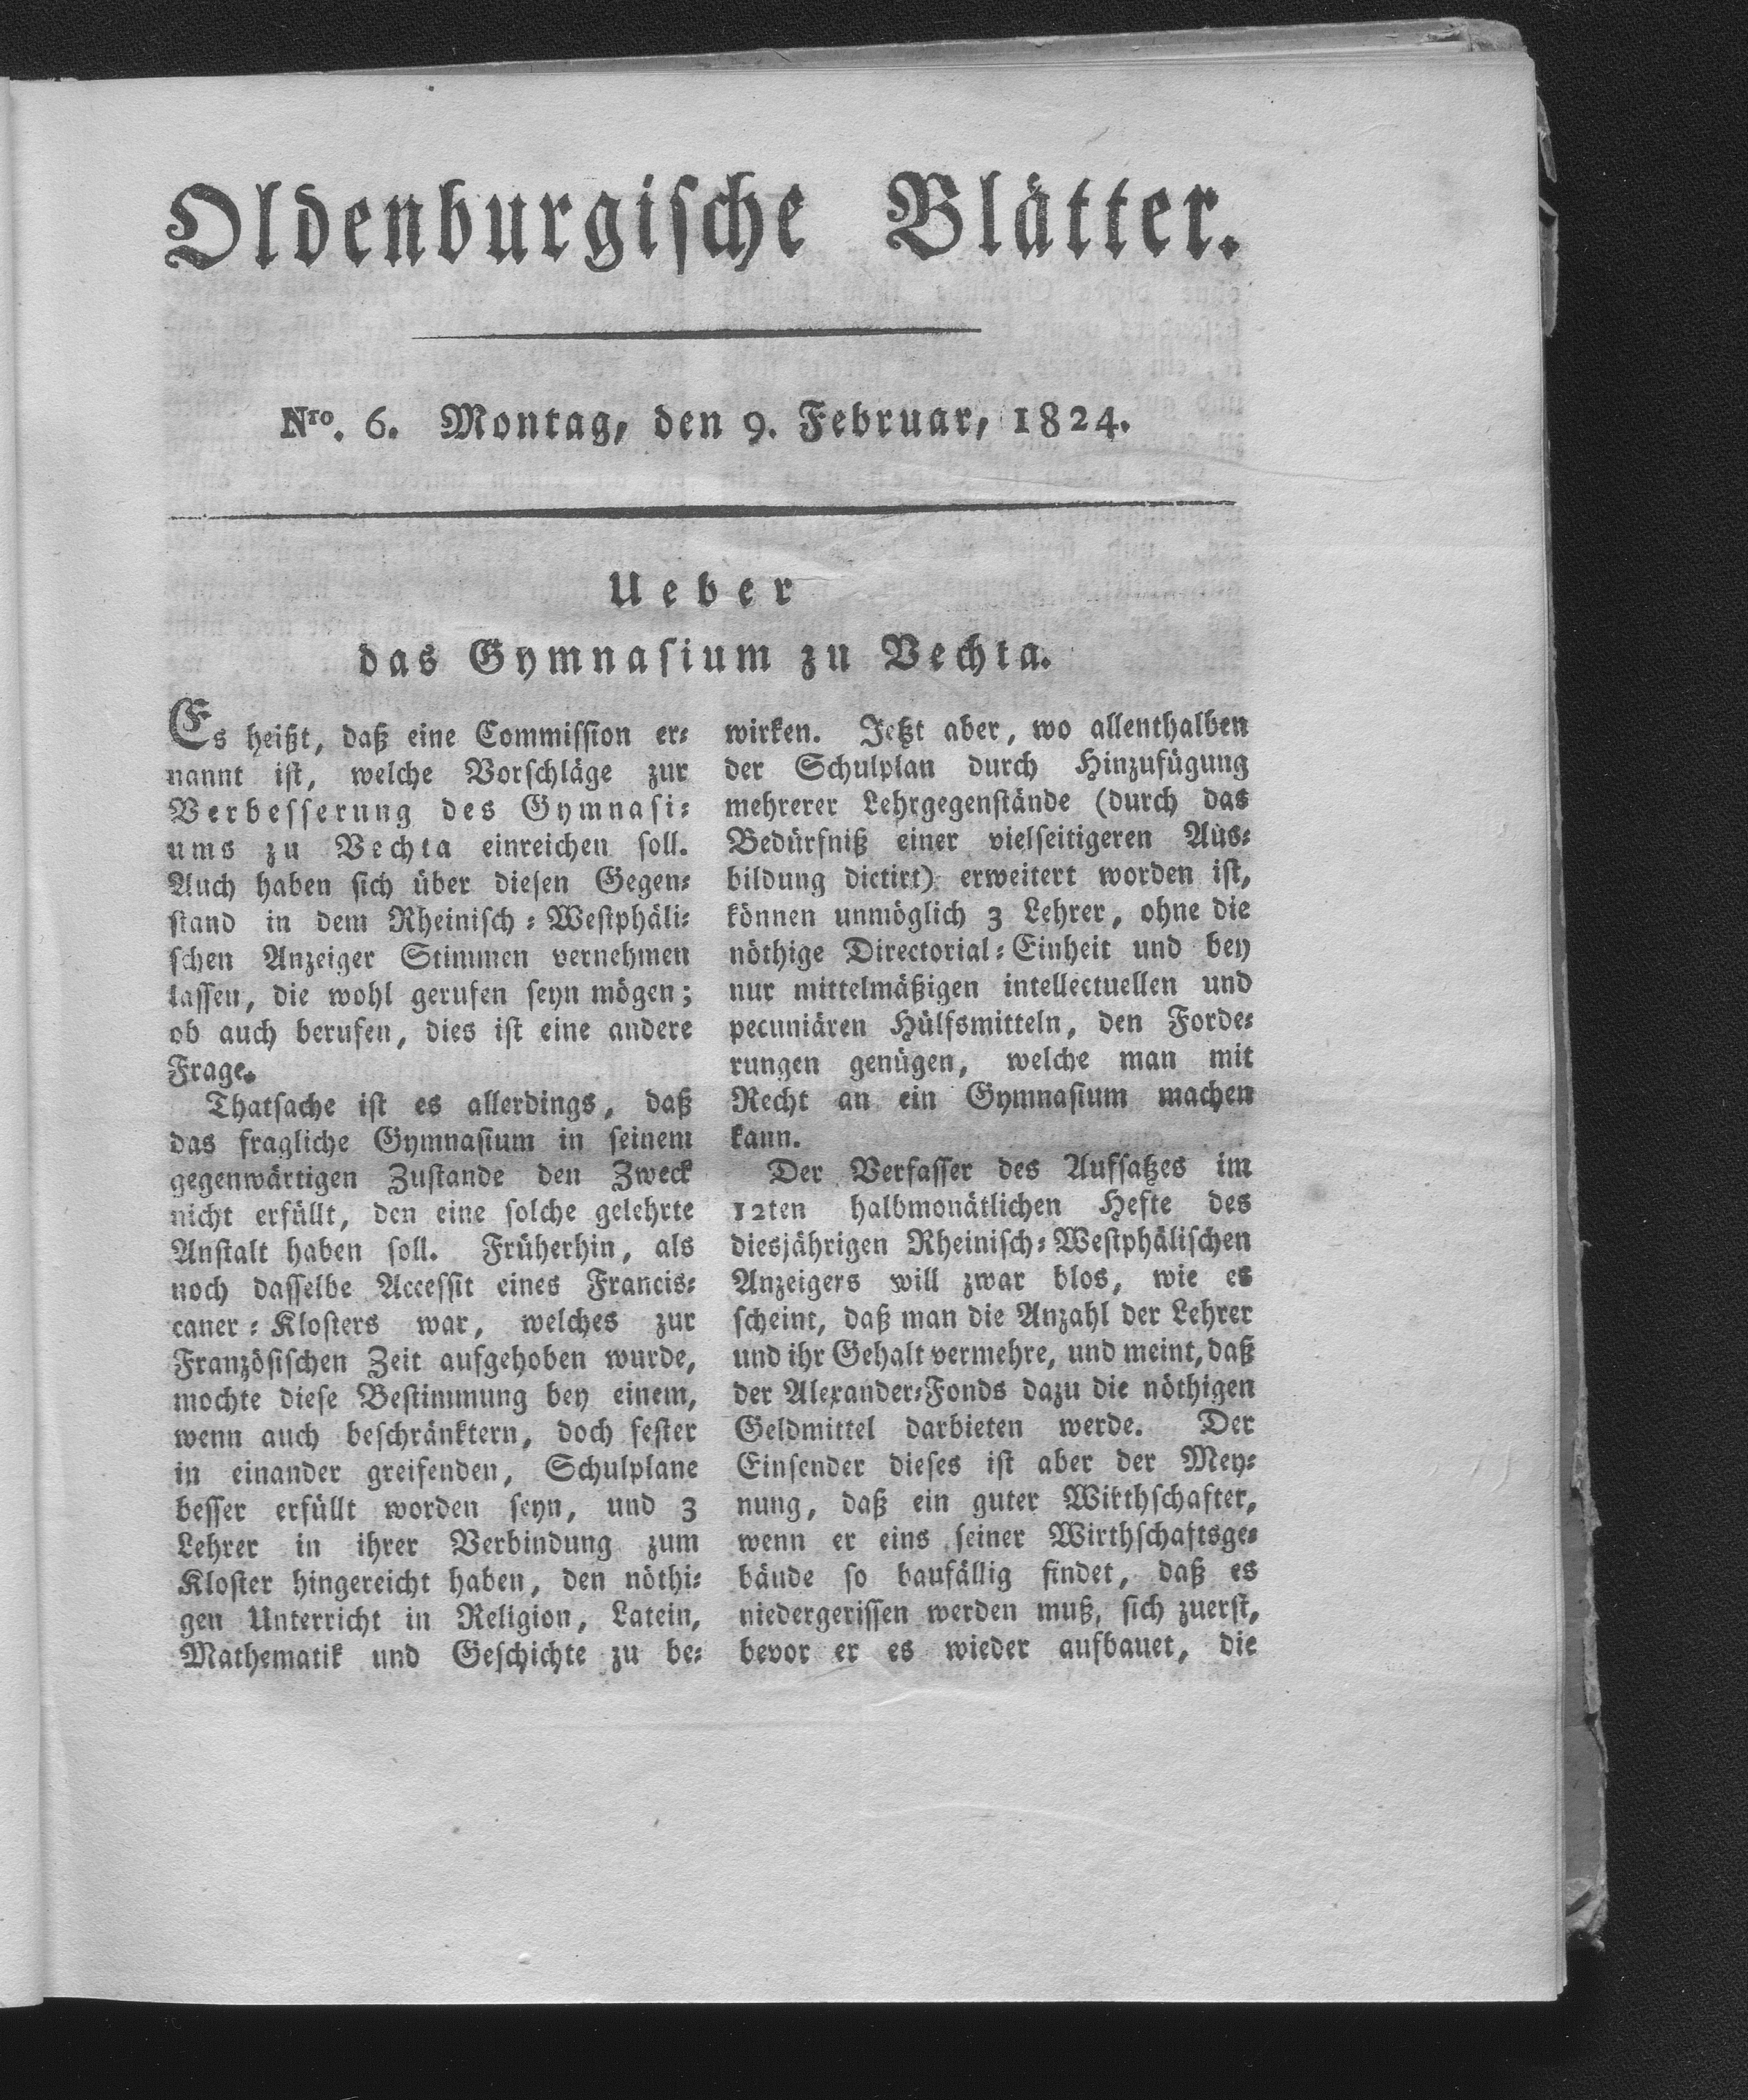 Oldenburgische Blätter.
Nro. 6. Montag, den 9. Februar, 1824.
Ueber
das Gymnasium zu Vechta.
Es heißt, daß eine Commission er-
nannt ist, welche Vorschläge zur
Verbesserung des Gymnasi-
ums zu Vechta einreichen soll.
Auch haben sich über diesen Gegen-
stand in dem Rheinisch-Westphäli-
schen Anzeiger Stimmen vernehmen
lassen, die wohl gerufen seyn mögen;
ob auch berufen, dies ist eine andere
Frage.
Thatsache ist es allerdings, daß
das fragliche Gymnasium in seinem
gegenwärtigen Zustande den Zweck
nicht erfüllt, den eine solche gelehrte
Anstalt haben soll. Früherhin, als
noch dasselbe Accessit eines Francis-
caner-Klosters war, welches zur
Französischen Zeit aufgehoben wurde,
mochte diese Bestimmung bey einem,
wenn auch beschränktern, doch fester
in einander greifenden, Schulplane
besser erfüllt worden seyn, und 3
Lehrer in ihrer Verbindung zum
Kloster hingereicht haben, den nöthi-
gen Unterricht in Religion, Latein,
Mathematik und Geschichte zu be-
wirken. Jetzt aber, wo allenthalben
der Schulplan durch Hinzufügung
mehrerer Lehrgegenstände (durch das
Bedürfniß einer vielseitigeren Aus-
bildung dictirt) erweitert worden ist,
können unmöglich 3 Lehrer, ohne die
nöthige Directorial-Einheit und bey
nur mittelmäßigen intellectuellen und
pecuniären Hülfsmitteln, den Forde-
rungen genügen, welche man mit
Recht an ein Gymnasium machen
kann.
Der Verfasser des Aufsatzes im
12ten halbmonätlichen Hefte des
diesjährigen Rheinisch-Westphälischen
Anzeigers will zwar blos, wie es
scheint, daß man die Anzahl der Lehrer
und ihr Gehalt vermehre, und meint, daß
der Alexander-Fonds dazu die nöthigen
Geldmittel darbieten werde. Der
Einsender dieses ist aber der Mey-
nung, daß ein guter Wirthschafter,
wenn er eins seiner Wirthschaftsge-
bäude so baufällig findet, daß es
niedergerissen werden muß, sich zuerst,
bevor er es wieder aufbauet, die